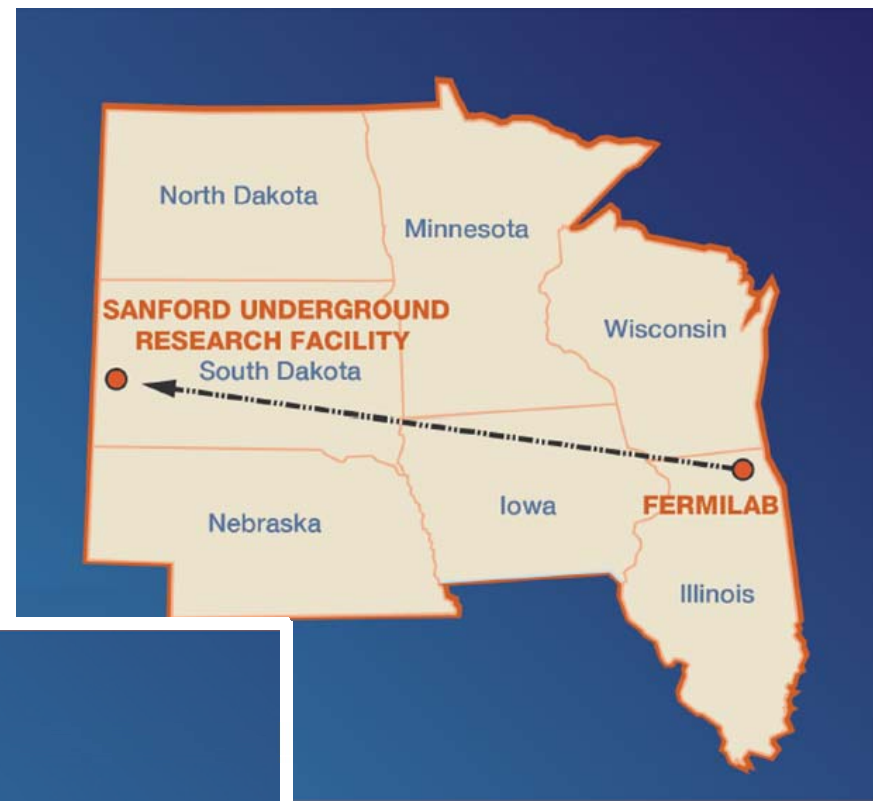 North Dakota
Minnesota
SANFORD UNDERGROUND
RESEARCH FACILITY
Wisconsin
South Dakota
Iowa
FERMILAB
Nebraska
Illinois